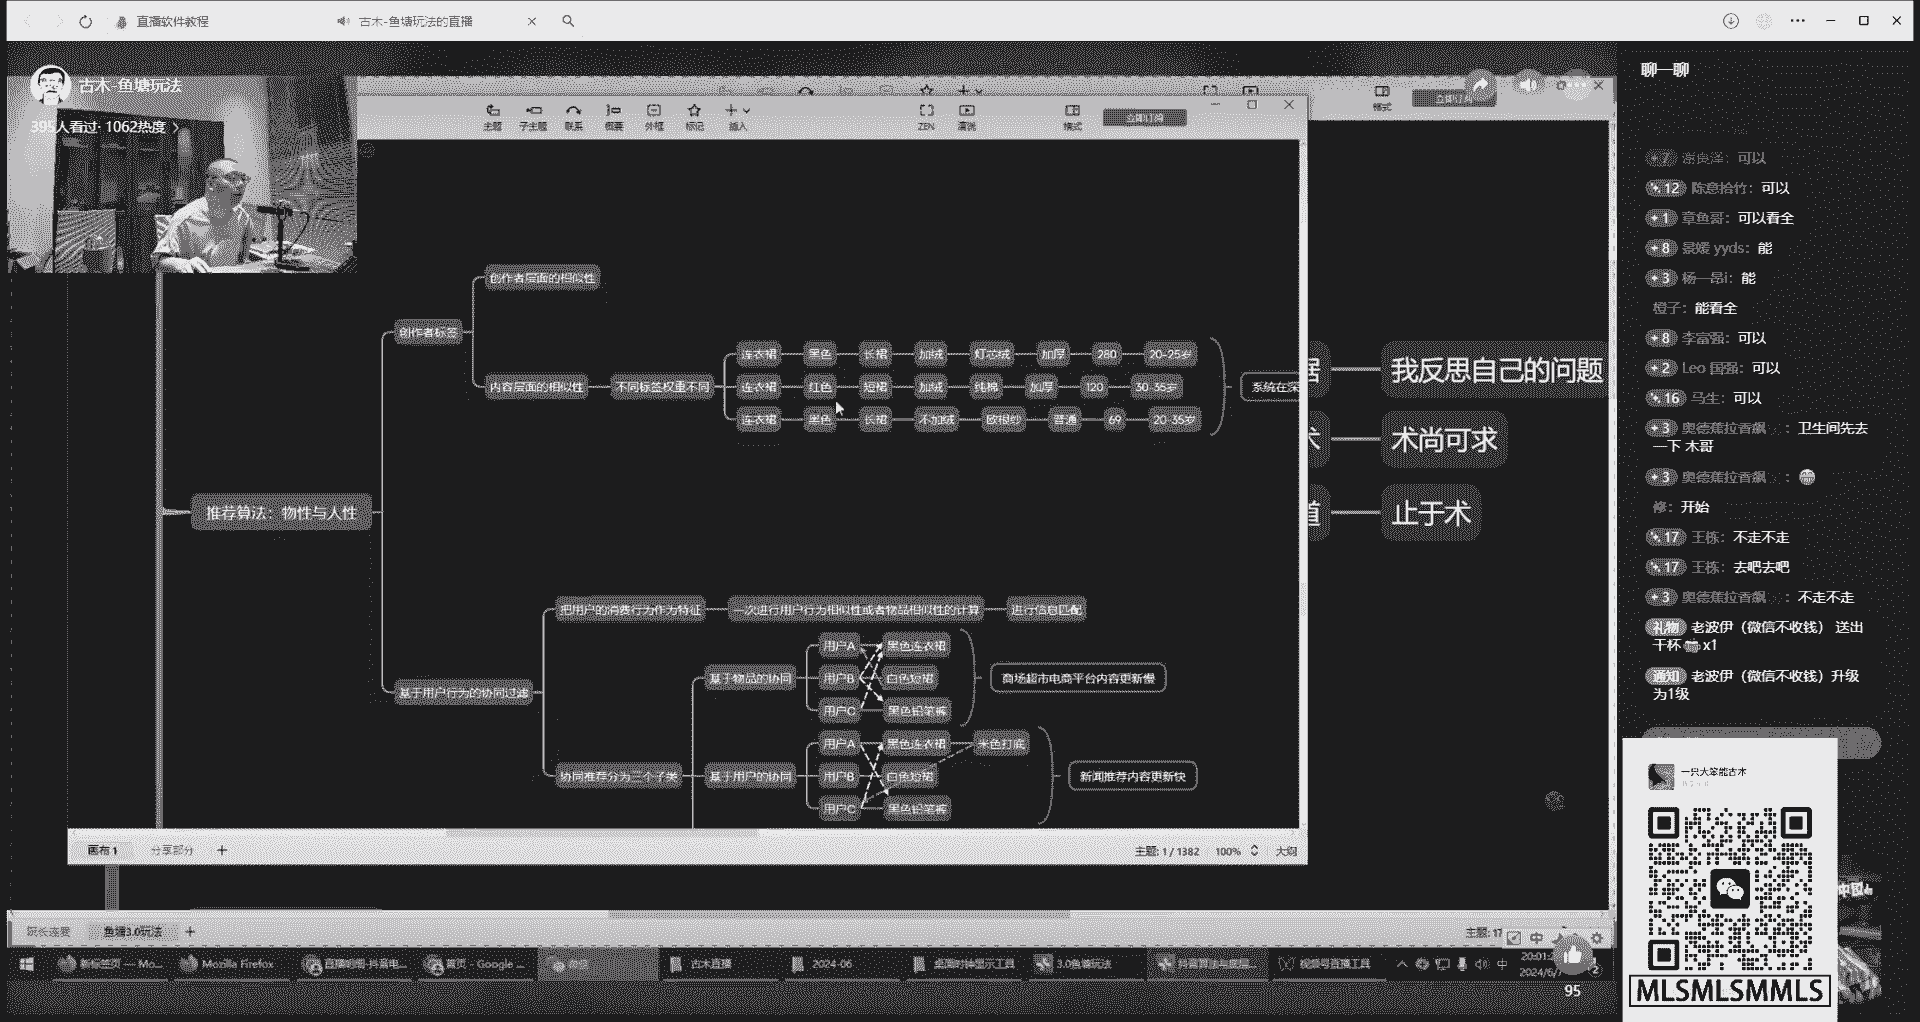 直播软件教程
古木-鱼塘玩法的直播
古木-鱼塘玩法
395人看过·1062热度
主题
子主题
联系
概要
外框
标记
插入
ZEN
演说
格式
格式
创作者层面的相似性
创作者标签
内容层面的相似性
不同标签权重不同
连衣裙 黑色 长裙 加绒 灯芯绒 加厚 280 20-25岁
连衣裙 红色 短裙 加绒 纯棉 加厚 120 30-35岁
连衣裙 黑色 长裙 不加绒 欧根纱 普通 69 20-35岁
系统在深
推荐算法：物性与人性
把用户的消费行为作为特征
一次进行用户行为相似性或者物品相似性的计算
进行信息匹配
基于用户行为的协同过滤
协同推荐分为三个子类
基于物品的协同
用户A 黑色连衣裙
用户B 白色短裙
用户C 黑色铅笔裤
商场超市电商平台内容更新慢
基于用户的协同
用户A 黑色连衣裙 米色打底
用户B 白色短裙
用户C 黑色铅笔裤
新闻推荐内容更新快
我反思自己的问题
术尚可求
止于术
画布 1
分享部分
主题: 1 / 1382
100%
大纲
鱼塘3.0玩法
主题: 17
新标签页 — Mo...
Mozilla Firefox
直播明细-抖音电...
首页 - Google ...
微信
古木直播
2024-06
桌面时钟显示工具
3.0鱼塘玩法
视频号直播工具
中
20:01:2
2024/6/
95
聊一聊
7 谢良泽：可以
12 陈意拾竹：可以
1 章鱼哥：可以看全
8 景媛 yyds：能
3 杨一昂i：能
橙子：能看全
8 李富强：可以
2 Leo 国强：可以
16 马生：可以
3 奥德蕉拉香飙 ：卫生间先去
一下 木哥
3 奥德蕉拉香飙 ：
修：开始
17 王栋：不走不走
17 王栋：去吧去吧
3 奥德蕉拉香飙 ：不走不走
礼物 老波伊（微信不收钱） 送出
干杯 x1
通知 老波伊（微信不收钱）升级
为1级
一只大笨能古木
MLSMLSMMLS